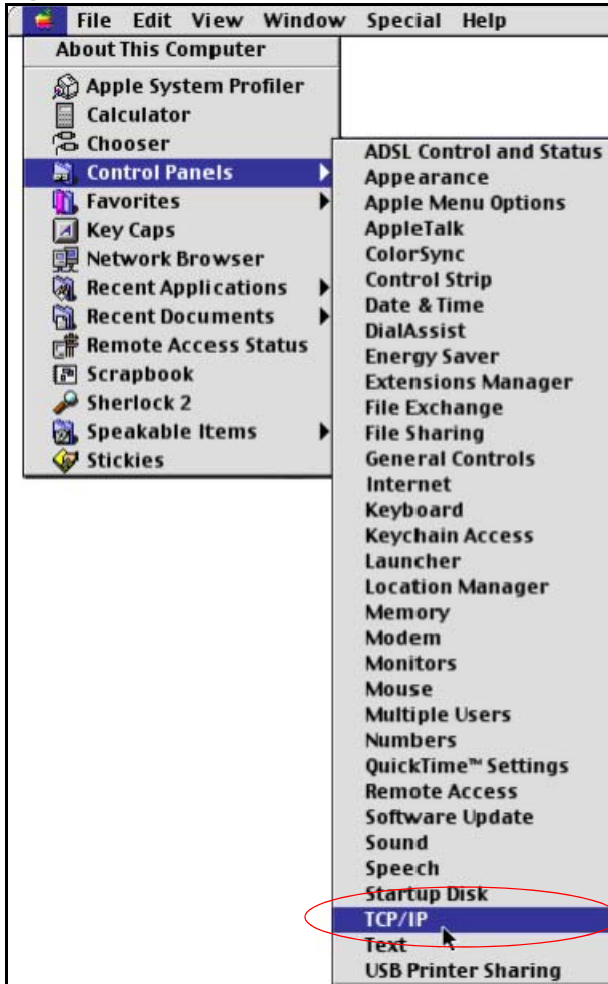 File Edit View Window Special Help
About This Computer
Apple System Profiler
Calculator
Chooser
Control Panels
Favorites
Key Caps
Network Browser
Recent Applications
Recent Documents
Remote Access Status
Scrapbook
Sherlock 2
Speakable Items
Stickies
ADSL Control and Status
Appearance
Apple Menu Options
AppleTalk
ColorSync
Control Strip
Date & Time
DialAssist
Energy Saver
Extensions Manager
File Exchange
File Sharing
General Controls
Internet
Keyboard
Keychain Access
Launcher
Location Manager
Memory
Modem
Monitors
Mouse
Multiple Users
Numbers
QuickTime™ Settings
Remote Access
Software Update
Sound
Speech
Startup Disk
TCP/IP
Text
USB Printer Sharing